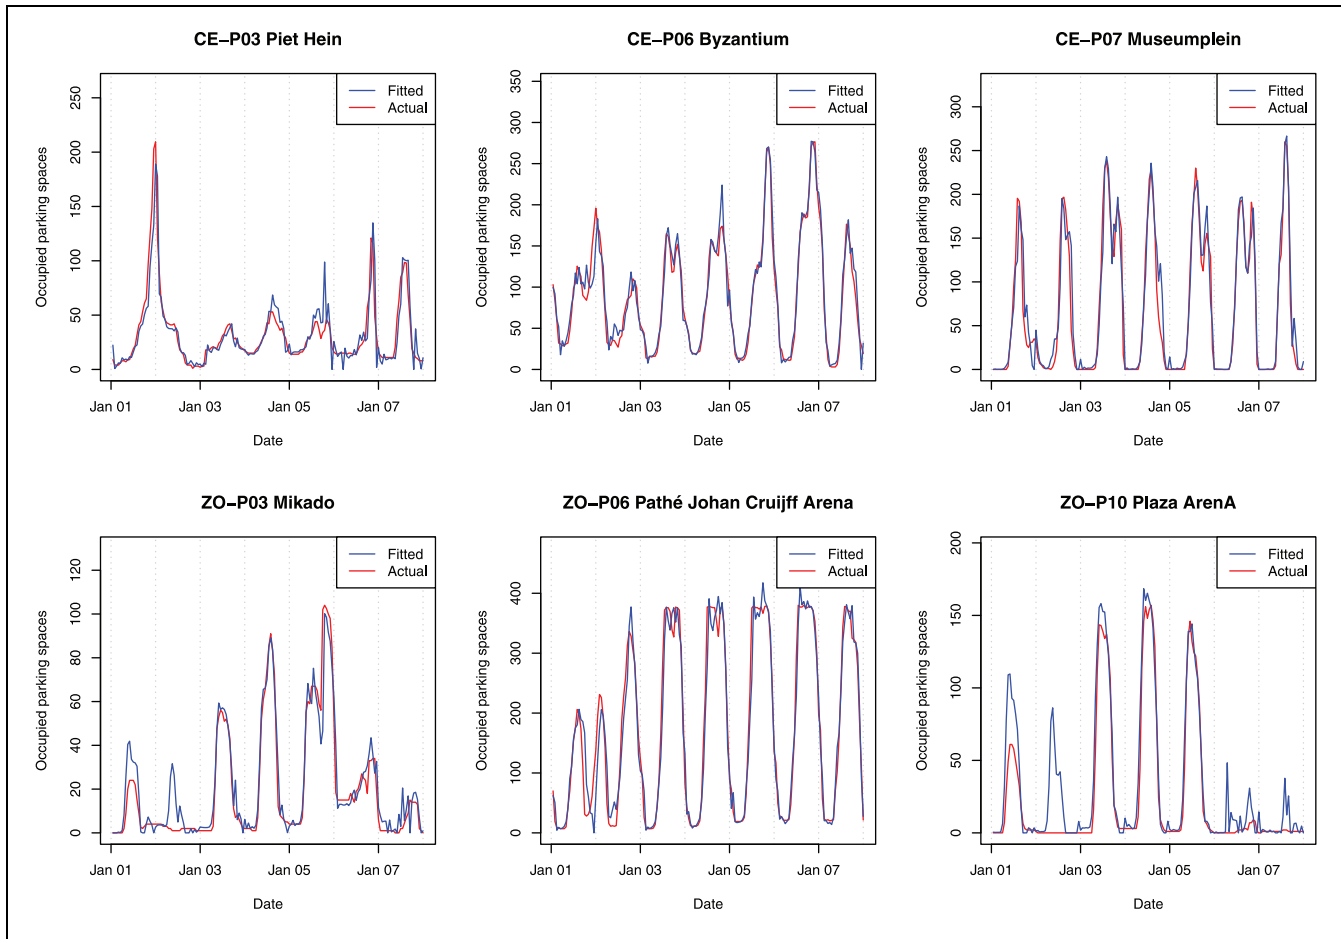 CE–P03 Piet Hein
Fitted
Actual
Occupied parking spaces
250
200
150
100
50
0
Jan 01
Jan 03
Jan 05
Jan 07
Date
CE–P06 Byzantium
Fitted
Actual
Occupied parking spaces
350
300
250
200
150
100
50
0
Jan 01
Jan 03
Jan 05
Jan 07
Date
CE–P07 Museumplein
Fitted
Actual
Occupied parking spaces
300
250
200
150
100
50
0
Jan 01
Jan 03
Jan 05
Jan 07
Date
ZO–P03 Mikado
Fitted
Actual
Occupied parking spaces
120
100
80
60
40
20
0
Jan 01
Jan 03
Jan 05
Jan 07
Date
ZO–P06 Pathé Johan Cruijff Arena
Fitted
Actual
Occupied parking spaces
400
300
200
100
0
Jan 01
Jan 03
Jan 05
Jan 07
Date
ZO–P10 Plaza ArenA
Fitted
Actual
Occupied parking spaces
200
150
100
50
0
Jan 01
Jan 03
Jan 05
Jan 07
Date